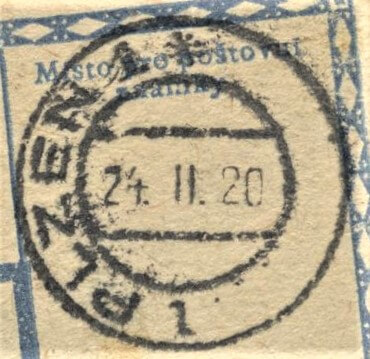 Místo pro poštovní
známky
PLZEŇ 1
24. II. 20
1